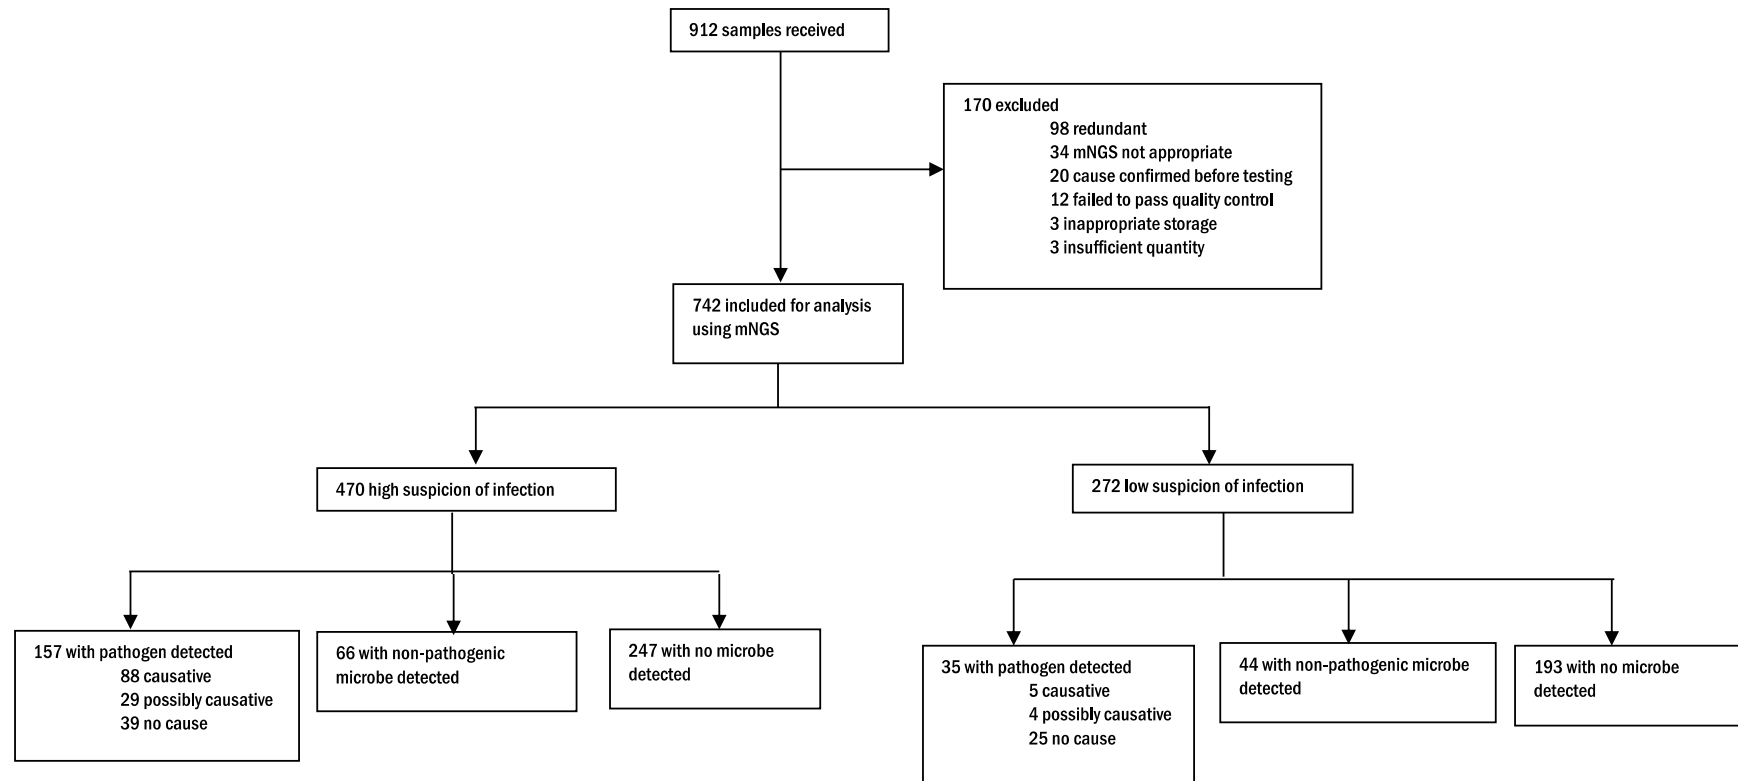 912 samples received
170 excluded
98 redundant
34 mNGS not appropriate
20 cause confirmed before testing
12 failed to pass quality control
3 inappropriate storage
3 insufficient quantity
742 included for analysis
using mNGS
470 high suspicion of infection
272 low suspicion of infection
157 with pathogen detected
88 causative
29 possibly causative
39 no cause
66 with non-pathogenic
microbe detected
247 with no microbe
detected
35 with pathogen detected
5 causative
4 possibly causative
25 no cause
44 with non-pathogenic microbe
detected
193 with no microbe
detected